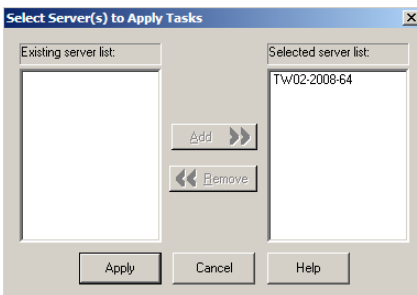 Select Server(s) to Apply Tasks
Existing server list:
Selected server list:
TW02-2008-64
Add
Remove
Apply
Cancel
Help